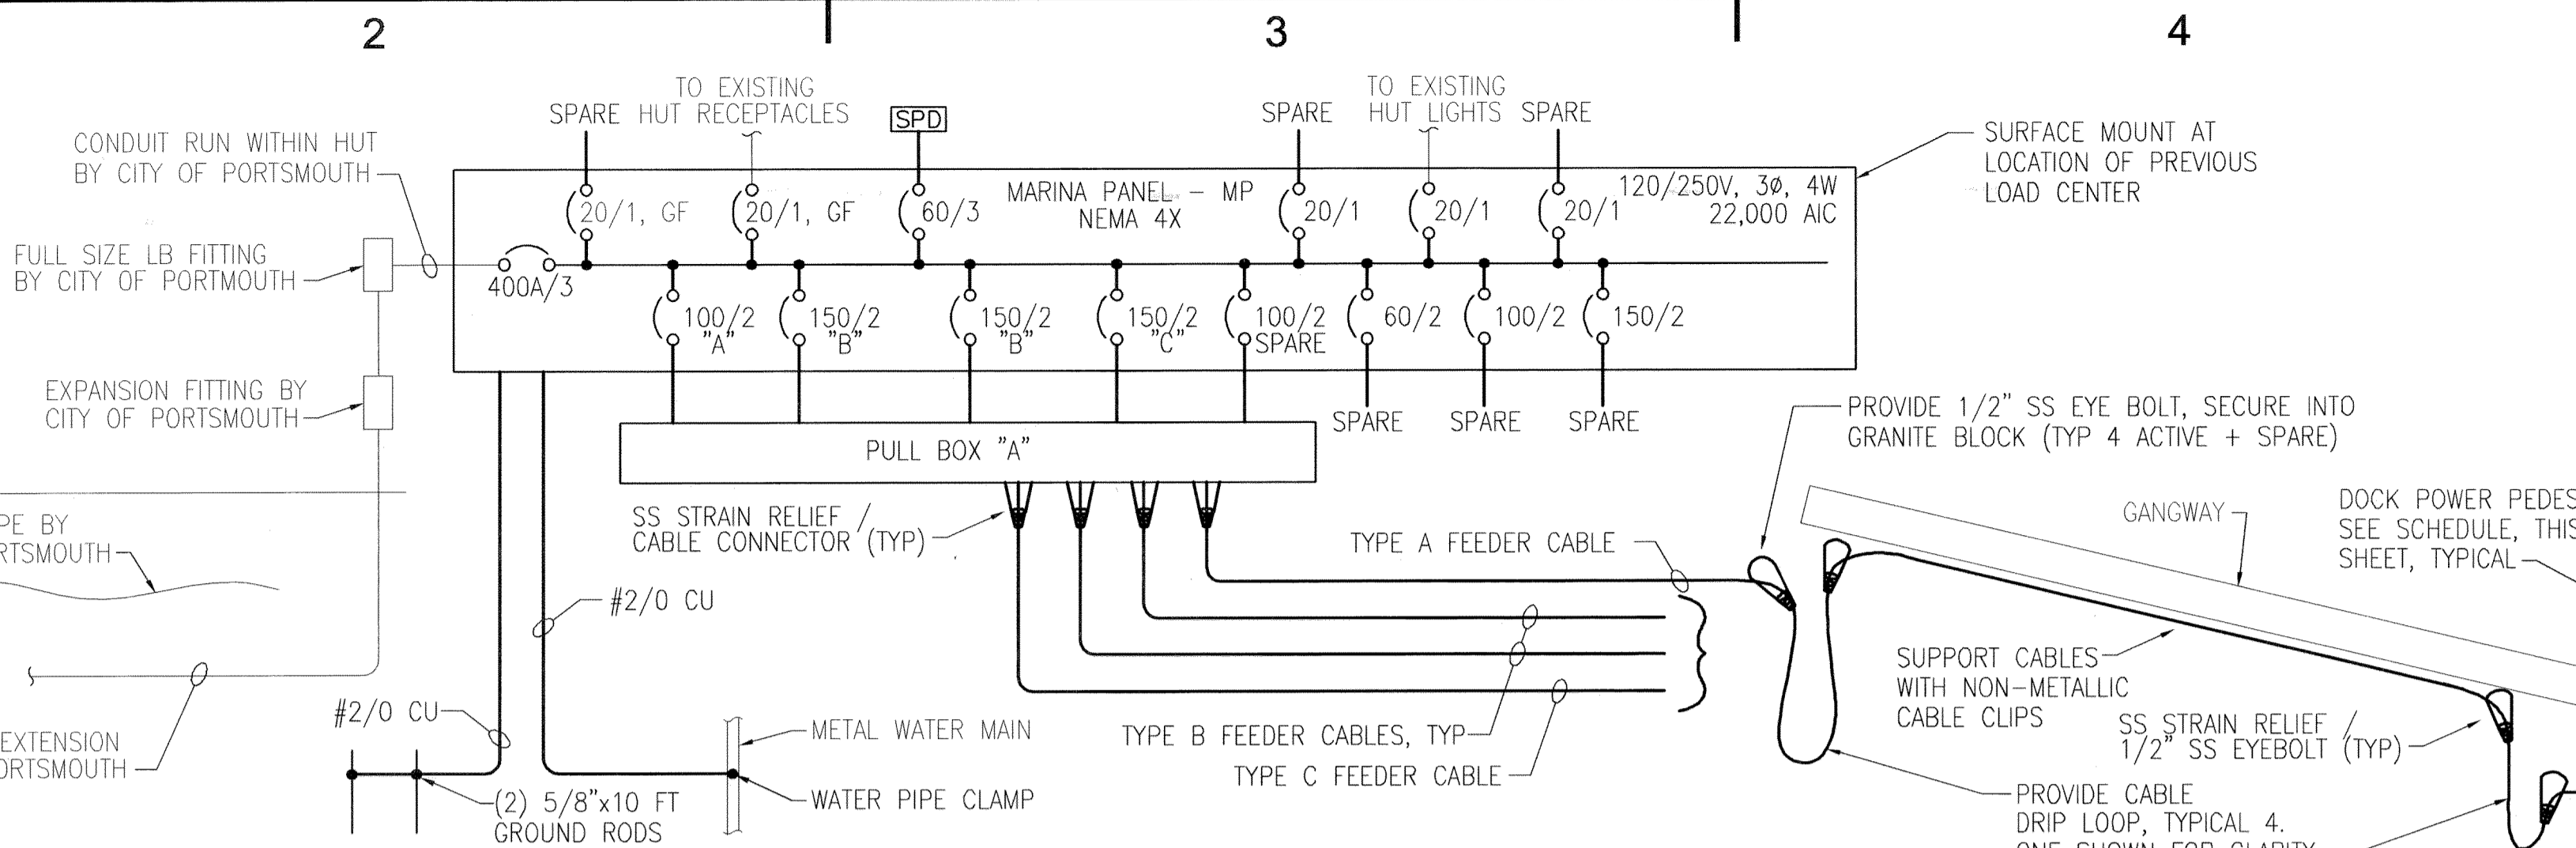 2
3
4
TO EXISTING
SPARE HUT RECEPTACLES
SPD
SPARE
TO EXISTING
HUT LIGHTS
SPARE
CONDUIT RUN WITHIN HUT
BY CITY OF PORTSMOUTH
SURFACE MOUNT AT
LOCATION OF PREVIOUS
LOAD CENTER
20/1, GF
20/1, GF
60/3
MARINA PANEL - MP
NEMA 4X
20/1
20/1
20/1
120/250V, 3ø, 4W
22,000 AIC
FULL SIZE LB FITTING
BY CITY OF PORTMOUTH
400A/3
100/2
"A"
150/2
"B"
150/2
"B"
150/2
"C"
100/2
SPARE
60/2
100/2
150/2
EXPANSION FITTING BY
CITY OF PORTSMOUTH
SPARE
SPARE
SPARE
PULL BOX "A"
PROVIDE 1/2" SS EYE BOLT, SECURE INTO
GRANITE BLOCK (TYP 4 ACTIVE + SPARE)
PE BY
RTSMOUTH
SS STRAIN RELIEF /
CABLE CONNECTOR (TYP)
TYPE A FEEDER CABLE
GANGWAY
DOCK POWER PEDES
SEE SCHEDULE, THIS
SHEET, TYPICAL
#2/0 CU
SUPPORT CABLES
WITH NON-METALLIC
CABLE CLIPS
#2/0 CU
METAL WATER MAIN
TYPE B FEEDER CABLES, TYP
TYPE C FEEDER CABLE
SS STRAIN RELIEF /
1/2" SS EYEBOLT (TYP)
EXTENSION
ORTSMOUTH
(2) 5/8"x10 FT
GROUND RODS
WATER PIPE CLAMP
PROVIDE CABLE
DRIP LOOP, TYPICAL 4.
ONE SHOWN FOR CLARITY